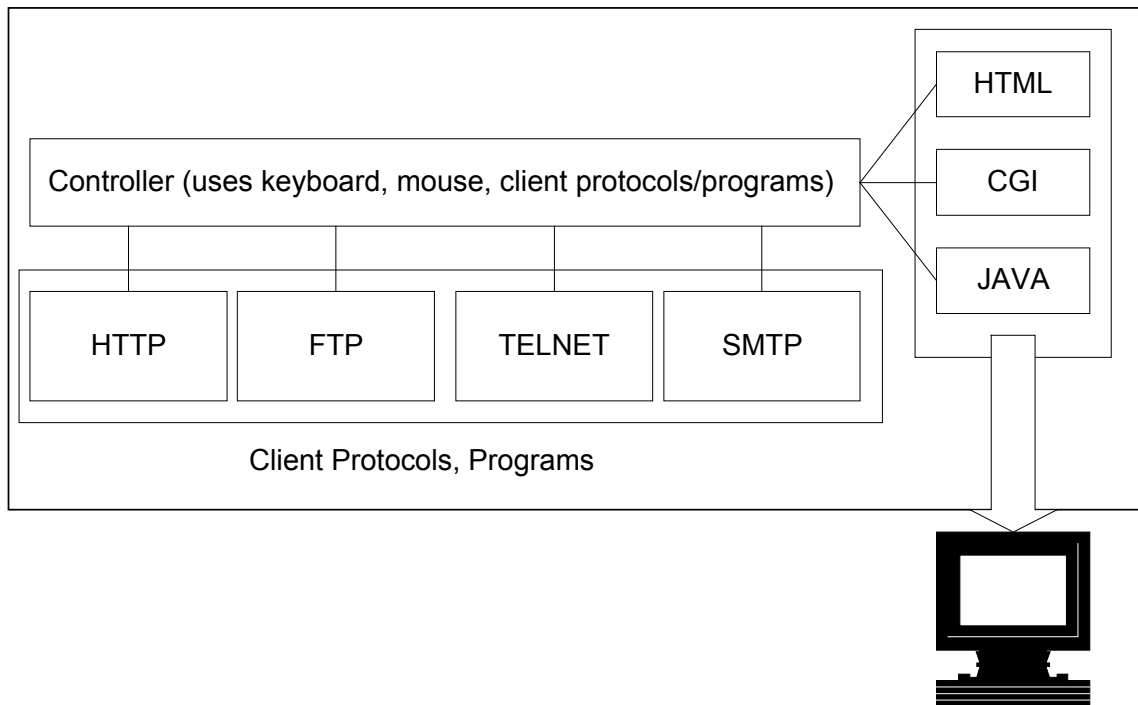 HTML
Controller (uses keyboard, mouse, client protocols/programs)
CGI
JAVA
HTTP
FTP
TELNET
SMTP
Client Protocols, Programs